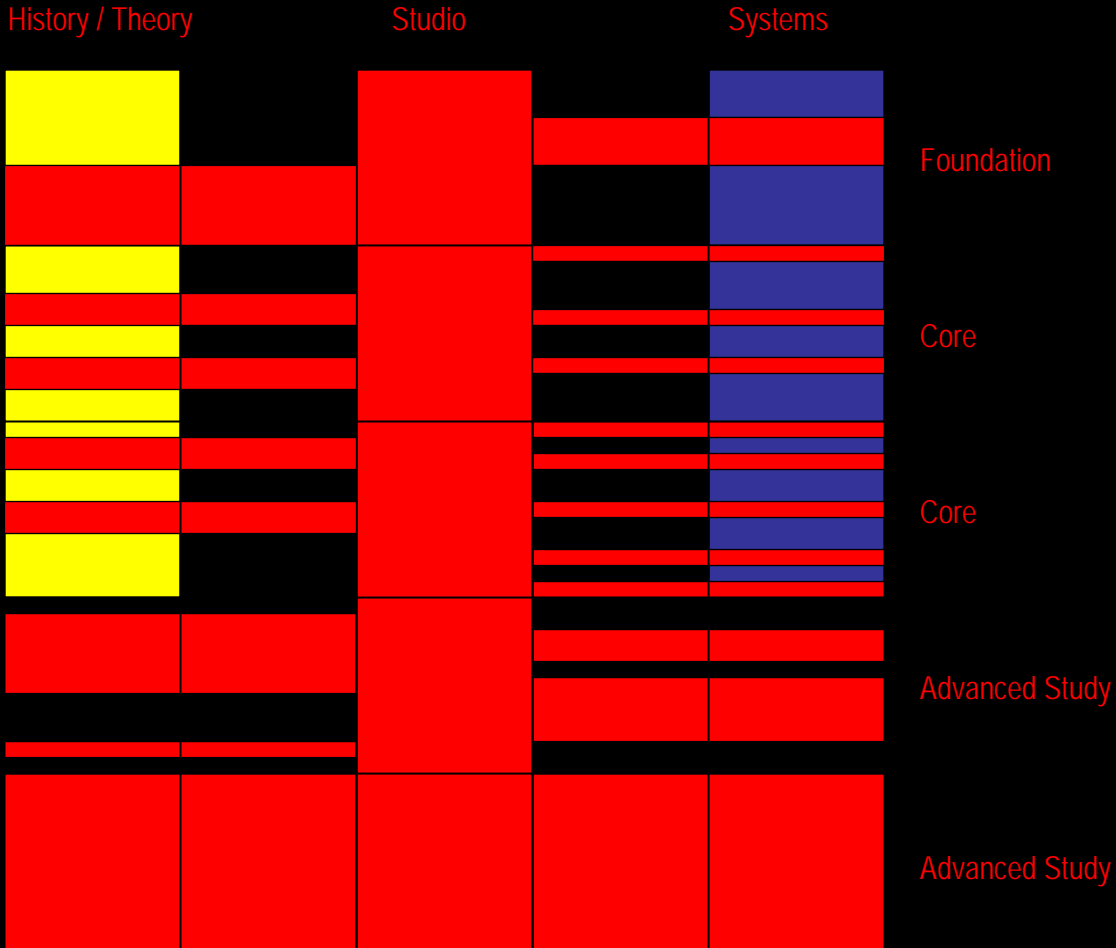 History / Theory
Studio
Systems
Foundation
Core
Core
Advanced Study
Advanced Study